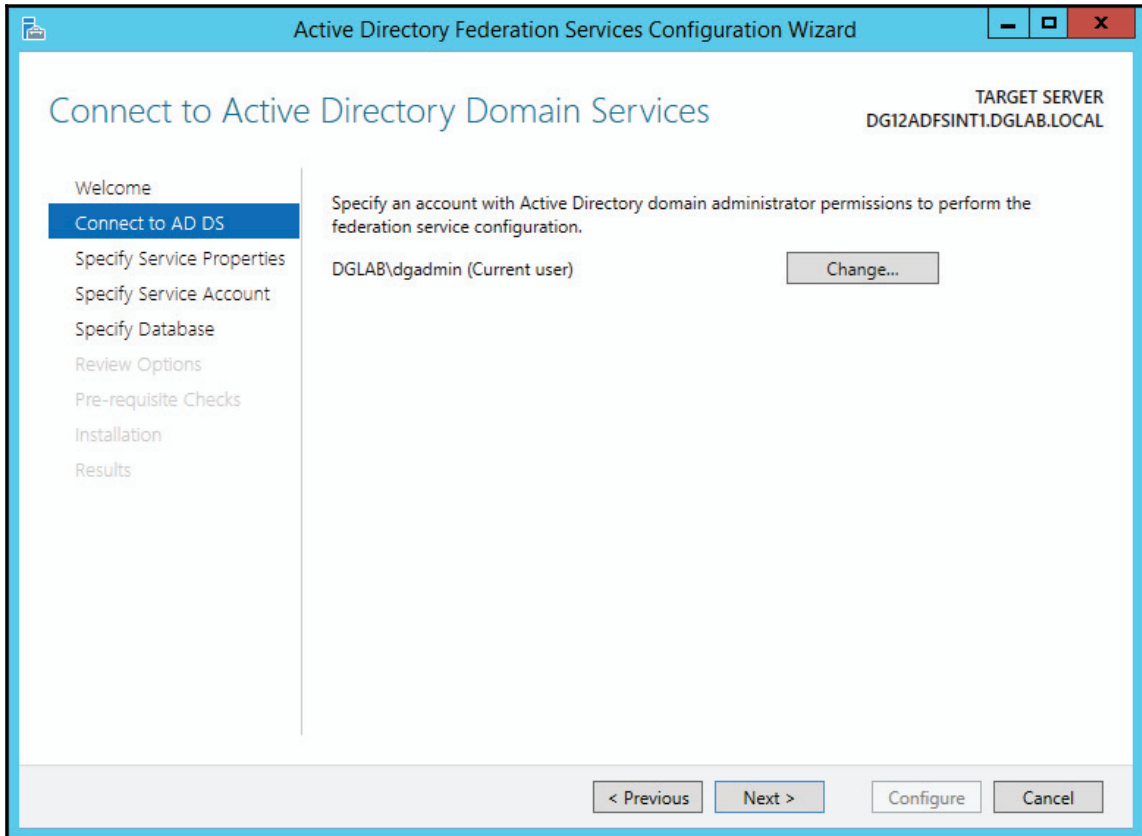 Active Directory Federation Services Configuration Wizard
Connect to Active Directory Domain Services
TARGET SERVER
DG12ADFSINT1.DGLAB.LOCAL
Welcome
Connect to AD DS
Specify Service Properties
Specify Service Account
Specify Database
Review Options
Pre-requisite Checks
Installation
Results
Specify an account with Active Directory domain administrator permissions to perform the
federation service configuration.
DGLAB\dgadmin (Current user)
Change...
< Previous
Next >
Configure
Cancel